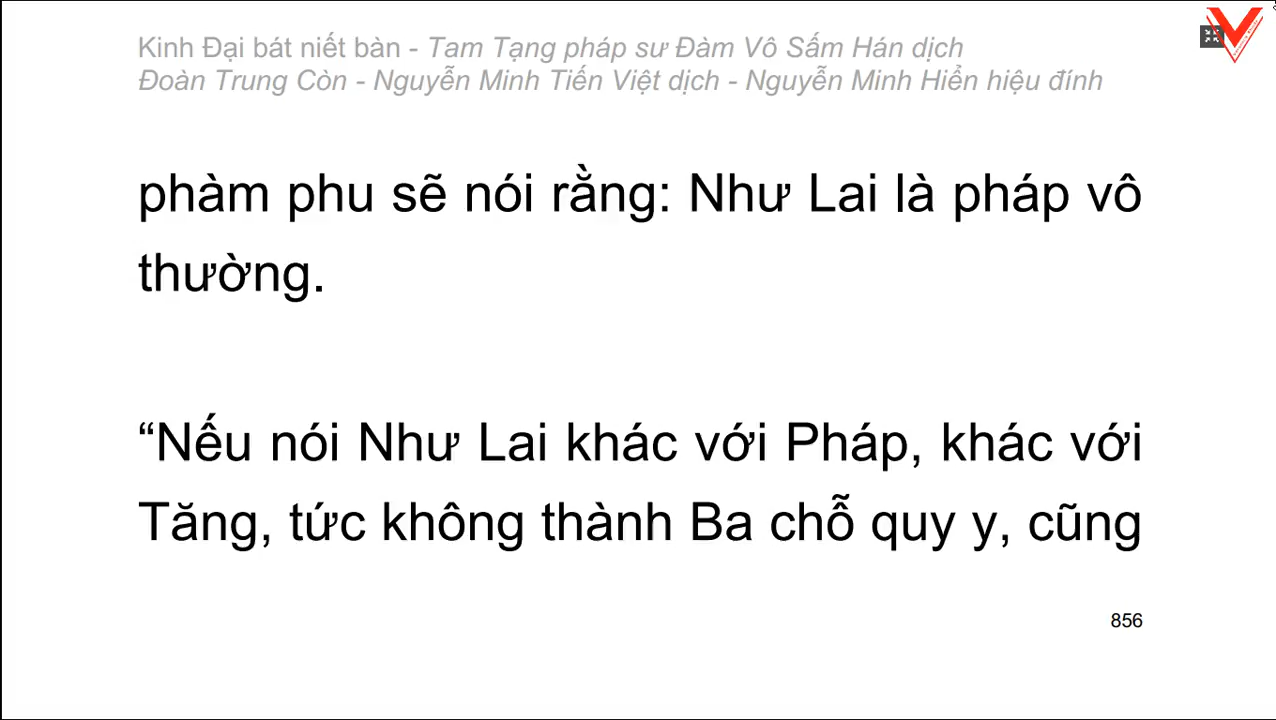 Kinh Đại bát niết bàn - Tam Tạng pháp sư Đàm Vô Sấm Hán dịch
Đoàn Trung Còn - Nguyễn Minh Tiến Việt dịch - Nguyễn Minh Hiển hiệu đính
phàm phu sẽ nói rằng: Như Lai là pháp vô
thường.
“Nếu nói Như Lai khác với Pháp, khác với
Tăng, tức không thành Ba chỗ quy y, cũng
856